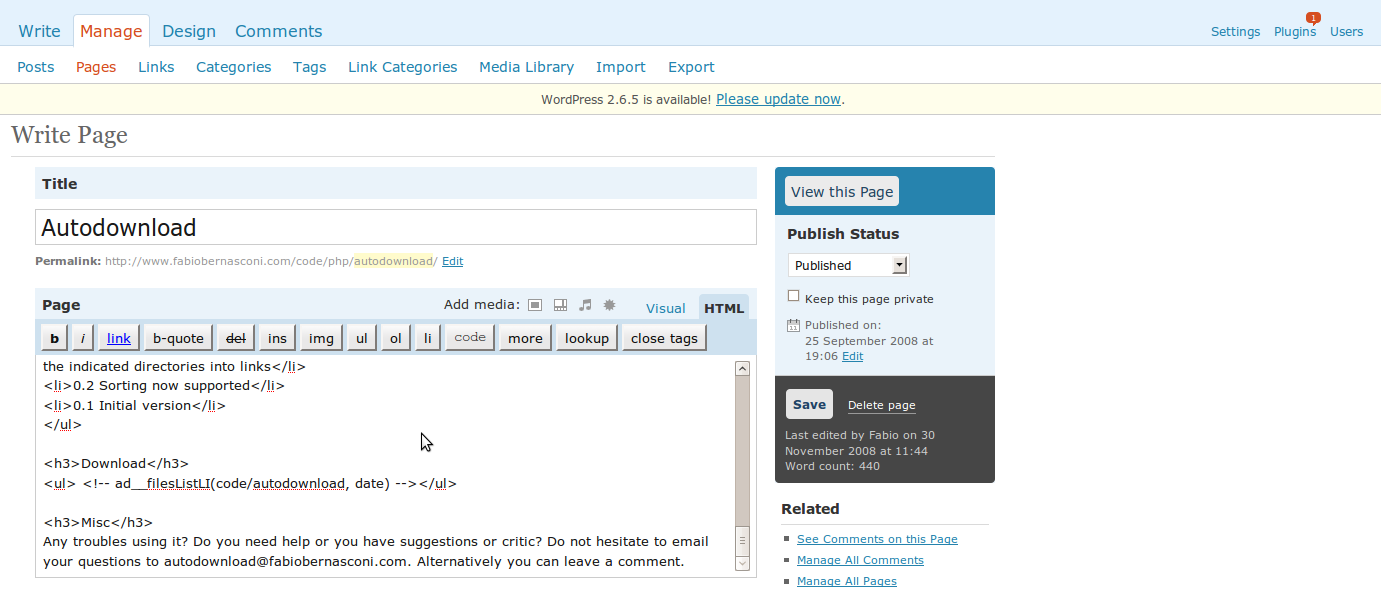 Write Manage Design Comments
1
Settings Plugins Users
Posts Pages Links Categories Tags Link Categories Media Library Import Export
WordPress 2.6.5 is available! Please update now.
Write Page
Title
Autodownload
Permalink: http://www.fabiobernasconi.com/code/php/autodownload/ Edit
Page
Add media:
Visual
HTML
b i link b-quote del ins img ul ol li code more lookup close tags
the indicated directories into links</li>
<li>0.2 Sorting now supported</li>
<li>0.1 Initial version</li>
</ul>
<h3>Download</h3>
<ul> <!-- ad__filesListLI(code/autodownload, date) --></ul>
<h3>Misc</h3>
Any troubles using it? Do you need help or you have suggestions or critic? Do not hesitate to email
your questions to autodownload@fabiobernasconi.com. Alternatively you can leave a comment.
View this Page
Publish Status
Published
Keep this page private
11
Published on:
25 September 2008 at
19:06 Edit
Save Delete page
Last edited by Fabio on 30
November 2008 at 11:44
Word count: 440
Related
See Comments on this Page
Manage All Comments
Manage All Pages